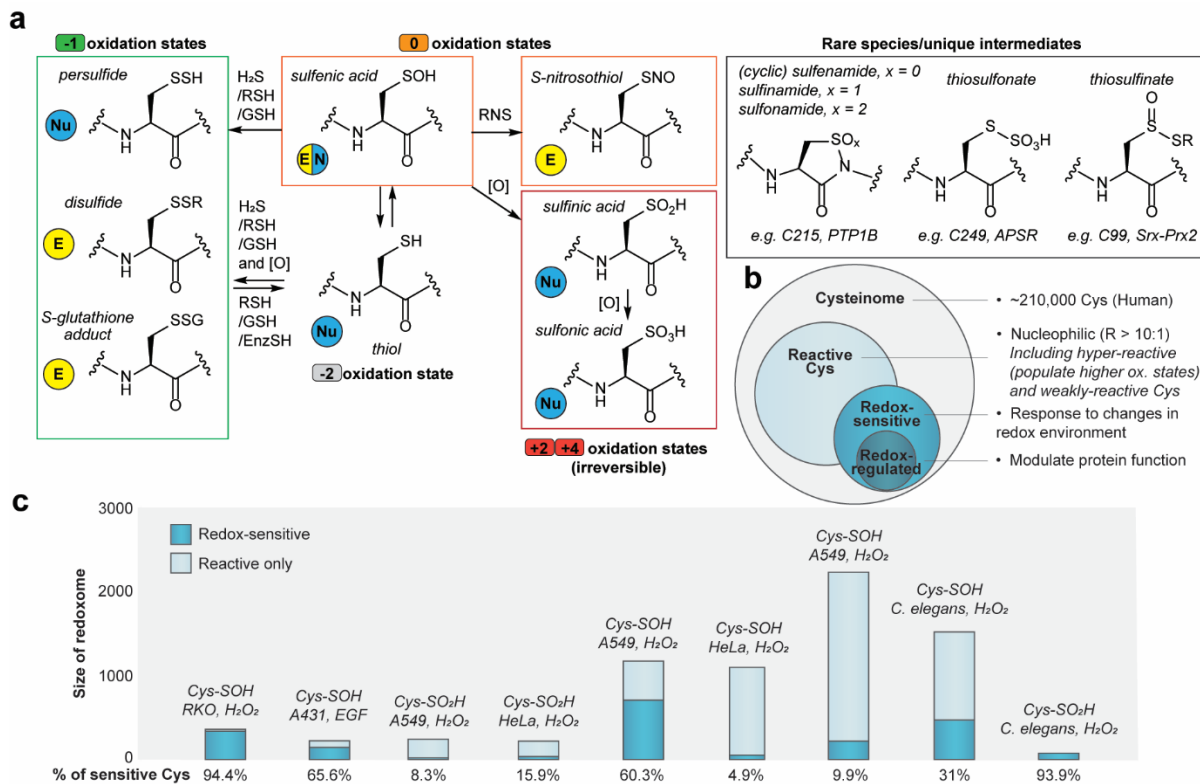 a
-1 oxidation states
persulfide
SSH
Nu
N
H
O
disulfide
SSR
E
N
H
O
S-glutathione
adduct
SSG
E
N
H
O
H₂S
/RSH
/GSH
H₂S
/RSH
/GSH
and [O]
RSH
/GSH
/EnzSH
0 oxidation states
sulfenic acid
SOH
E N
N
H
O
RNS
S-nitrosothiol
SNO
E
N
H
O
[O]
SH
Nu
N
H
O
thiol
-2 oxidation state
sulfinic acid
SO₂H
Nu
N
H
O
[O]
sulfonic acid
SO₃H
Nu
N
H
O
+2 +4 oxidation states
(irreversible)
Rare species/unique intermediates
(cyclic) sulfenamide, x = 0
sulfinamide, x = 1
sulfonamide, x = 2
SOₓ
N
N
H
O
e.g. C215, PTP1B
thiosulfonate
S
SO₃H
N
H
O
e.g. C249, APSR
thiosulfinate
O
S
SR
N
H
O
e.g. C99, Srx-Prx2
b
Cysteinome
Reactive
Cys
Redox-
sensitive
Redox-
regulated
• ~210,000 Cys (Human)
• Nucleophilic (R > 10:1)
Including hyper-reactive
(populate higher ox. states)
and weakly-reactive Cys
• Response to changes in
redox environment
• Modulate protein function
c
Size of redoxome
3000
2000
1000
0
Redox-sensitive
Reactive only
Cys-SOH
RKO, H₂O₂
Cys-SOH
A431, EGF
Cys-SO₂H
A549, H₂O₂
Cys-SO₂H
HeLa, H₂O₂
Cys-SOH
A549, H₂O₂
Cys-SOH
HeLa, H₂O₂
Cys-SOH
A549, H₂O₂
Cys-SOH
C. elegans, H₂O₂
Cys-SO₂H
C. elegans, H₂O₂
% of sensitive Cys 94.4% 65.6% 8.3% 15.9% 60.3% 4.9% 9.9% 31% 93.9%